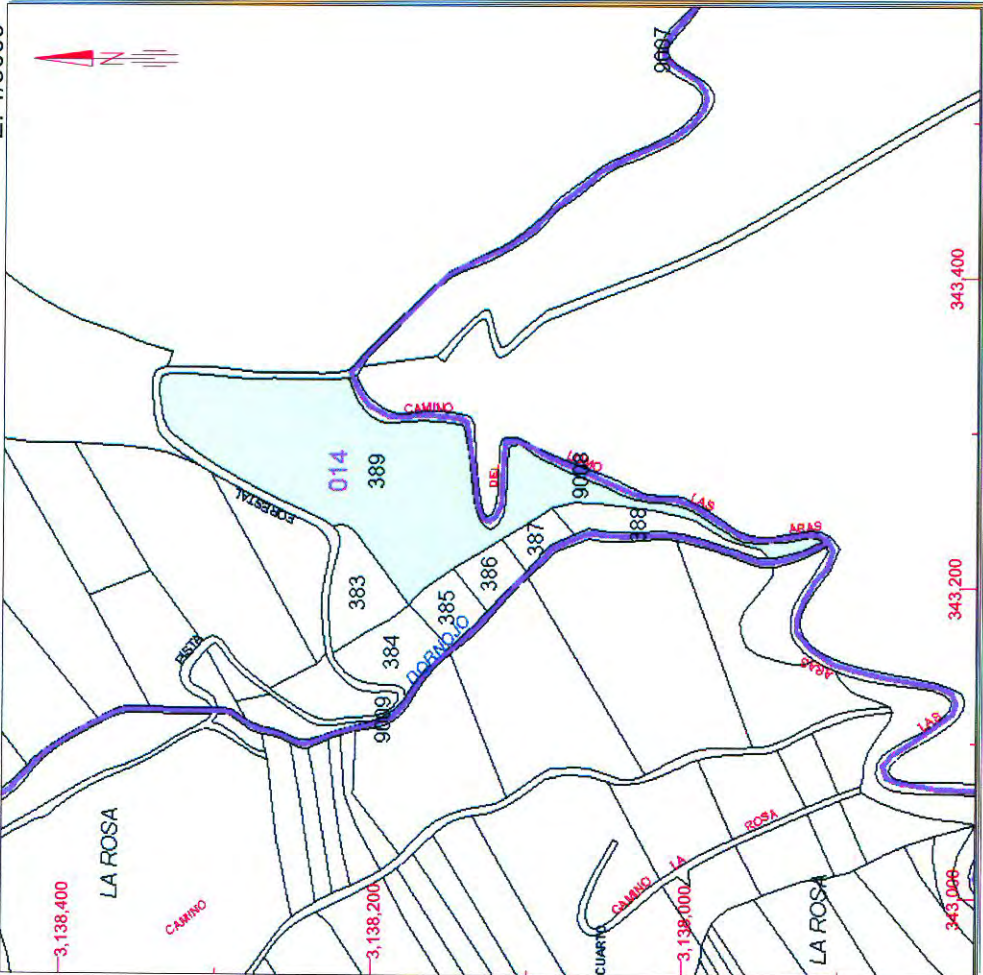 N
9007
3,138,400
LA ROSA
CAMINO
PISTA
FORESTAL
014
389
CAMINO
DEL
LOMO
9008
LAS
ARAS
383
384
385
386
387
388
DORNOJO
9009
3,138,200
ARAS
LAS
CAMINO
LA
ROSA
CUARTO
3,138,000
LA ROSA
343,000
343,200
343,400